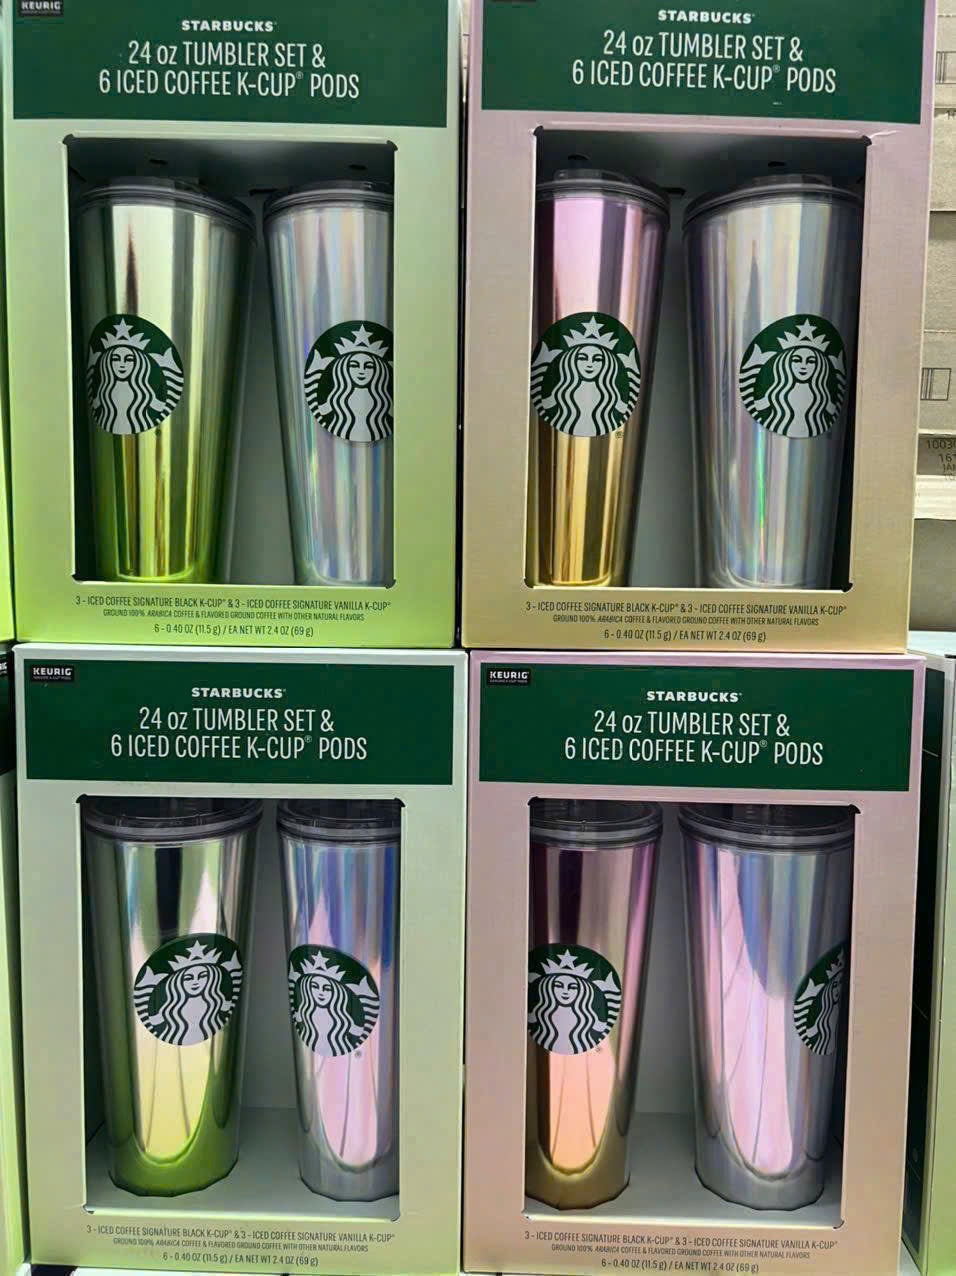 KEURIG
STARBUCKS®
24 oz TUMBLER SET &
6 ICED COFFEE K-CUP® PODS
3 - ICED COFFEE SIGNATURE BLACK K-CUP® & 3 - ICED COFFEE SIGNATURE VANILLA K-CUP®
GROUND 100% ARABICA COFFEE & FLAVORED GROUND COFFEE WITH OTHER NATURAL FLAVORS
6 - 0.40 OZ (11.5 g) / EA NET WT 2.4 OZ (69 g)
STARBUCKS®
24 oz TUMBLER SET &
6 ICED COFFEE K-CUP® PODS
®
3 - ICED COFFEE SIGNATURE BLACK K-CUP® & 3 - ICED COFFEE SIGNATURE VANILLA K-CUP®
GROUND 100% ARABICA COFFEE & FLAVORED GROUND COFFEE WITH OTHER NATURAL FLAVORS
6 - 0.40 OZ (11.5 g) / EA NET WT 2.4 OZ (69 g)
KEURIG
STARBUCKS®
24 oz TUMBLER SET &
6 ICED COFFEE K-CUP® PODS
®
3 - ICED COFFEE SIGNATURE BLACK K-CUP® & 3 - ICED COFFEE SIGNATURE VANILLA K-CUP®
GROUND 100% ARABICA COFFEE & FLAVORED GROUND COFFEE WITH OTHER NATURAL FLAVORS
6 - 0.40 OZ (11.5 g) / EA NET WT 2.4 OZ (69 g)
KEURIG
STARBUCKS®
24 oz TUMBLER SET &
6 ICED COFFEE K-CUP® PODS
®
3 - ICED COFFEE SIGNATURE BLACK K-CUP® & 3 - ICED COFFEE SIGNATURE VANILLA K-CUP®
GROUND 100% ARABICA COFFEE & FLAVORED GROUND COFFEE WITH OTHER NATURAL FLAVORS
6 - 0.40 OZ (11.5 g) / EA NET WT 2.4 OZ (69 g)